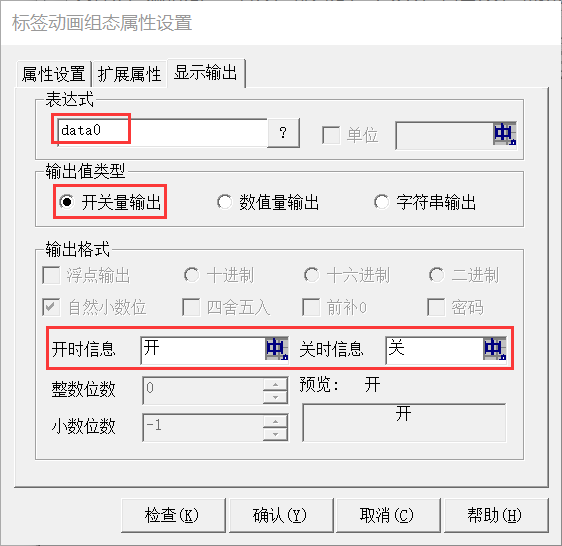 标签动画组态属性设置
属性设置 扩展属性 显示输出
表达式
data0 ? 单位 中
输出值类型
开关量输出 数值量输出 字符串输出
输出格式
浮点输出 十进制 十六进制 二进制
自然小数位 四舍五入 前补0 密码
开时信息 开 中 关时信息 关 中
整数位数 0 预览: 开
小数位数 -1 开
检查(K) 确认(Y) 取消(C) 帮助(H)